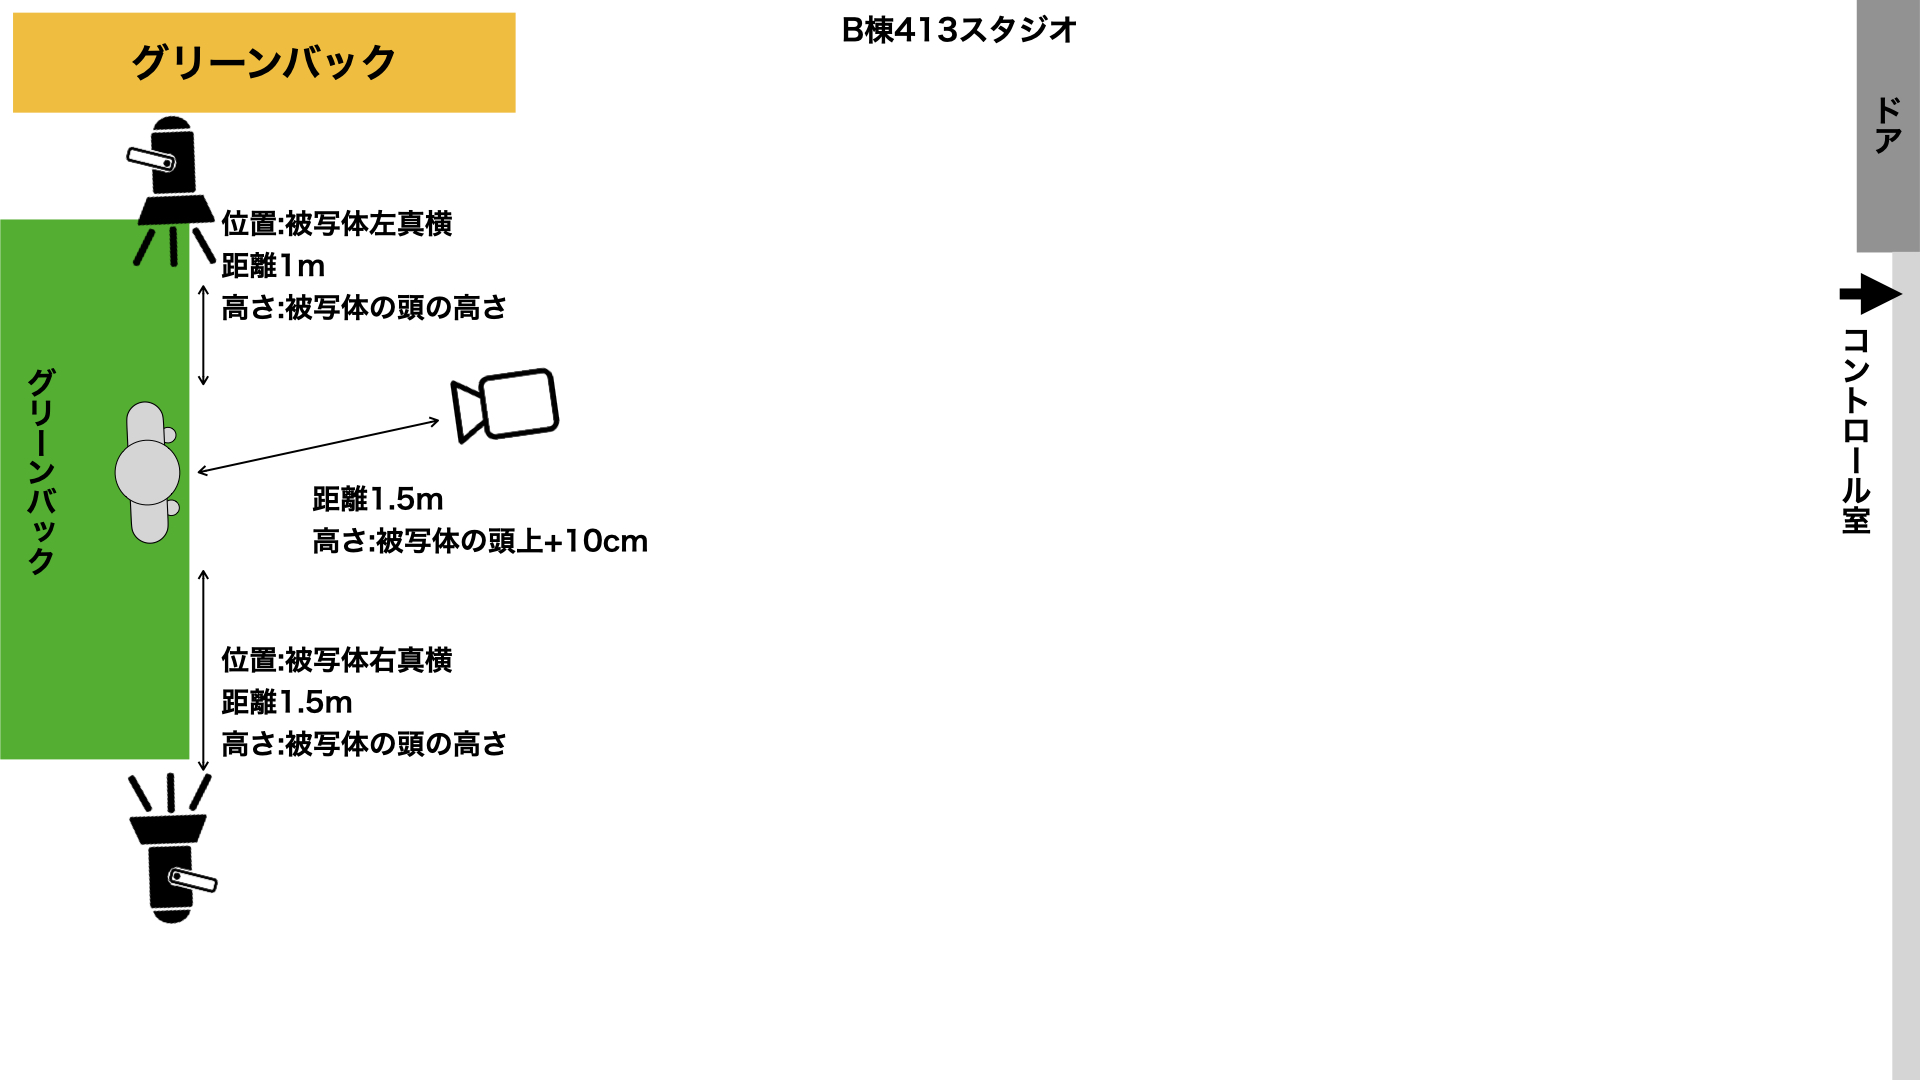 B棟413スタジオ
グリーンバック
ドア
位置:被写体左真横
距離1m
高さ:被写体の頭の高さ
コントロール室
グリーンバック
距離1.5m
高さ:被写体の頭上+10cm
位置:被写体右真横
距離1.5m
高さ:被写体の頭の高さ